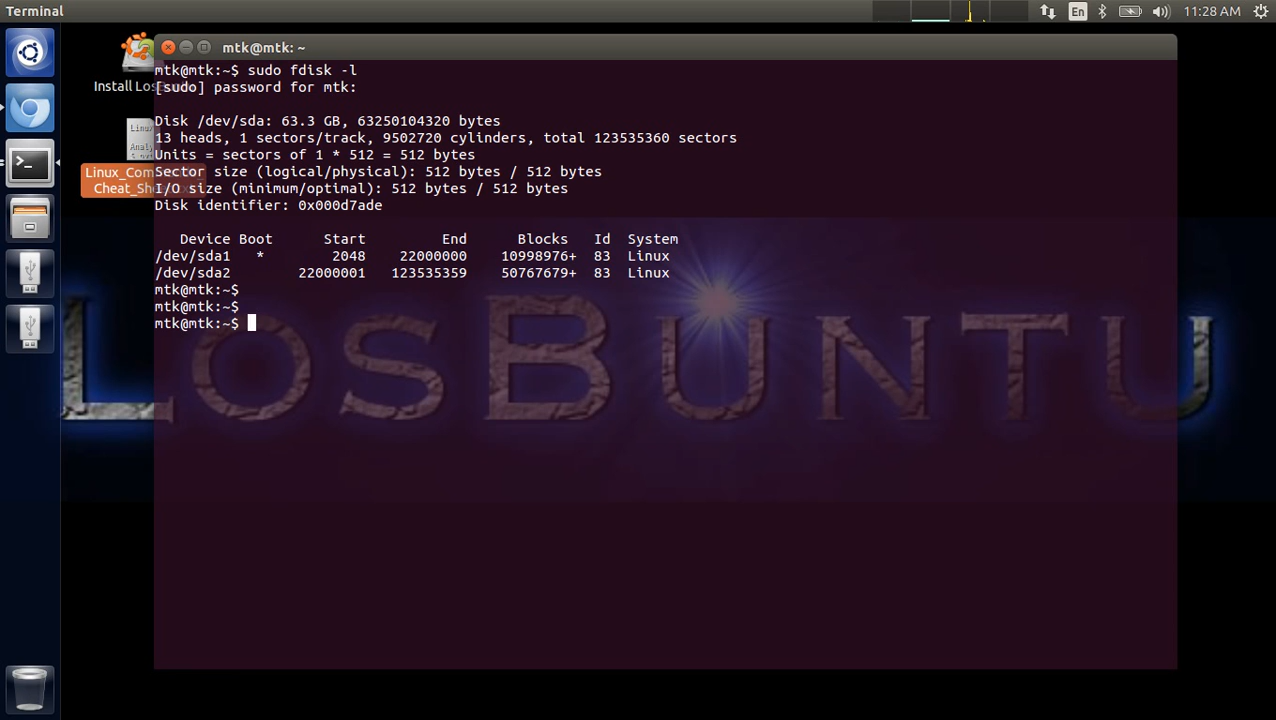 Terminal
En
11:28 AM
mtk@mtk: ~
Install Los
mtk@mtk:~$ sudo fdisk -l
[sudo] password for mtk:
Disk /dev/sda: 63.3 GB, 63250104320 bytes
13 heads, 1 sectors/track, 9502720 cylinders, total 123535360 sectors
Units = sectors of 1 * 512 = 512 bytes
Sector size (logical/physical): 512 bytes / 512 bytes
I/O size (minimum/optimal): 512 bytes / 512 bytes
Disk identifier: 0x000d7ade
Device Boot Start End Blocks Id System
/dev/sda1 * 2048 22000000 10998976+ 83 Linux
/dev/sda2 22000001 123535359 50767679+ 83 Linux
mtk@mtk:~$
mtk@mtk:~$
mtk@mtk:~$
Linux
Linux_Com
Cheat_Sh
LOSBUNTU